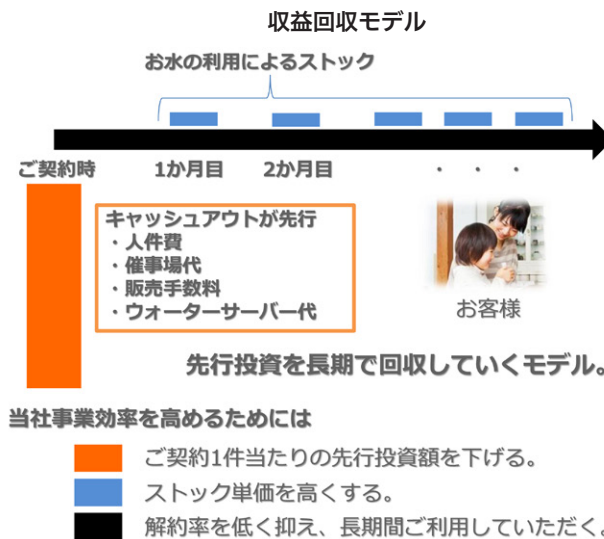 収益回収モデル
お水の利用によるストック
ご契約時 1か月目 2か月目 ・ ・ ・
キャッシュアウトが先行
・人件費
・催事場代
・販売手数料
・ウォーターサーバー代
お客様
先行投資を長期で回収していくモデル。
当社事業効率を高めるためには
ご契約1件当たりの先行投資額を下げる。
ストック単価を高くする。
解約率を低く抑え、長期間ご利用していただく。